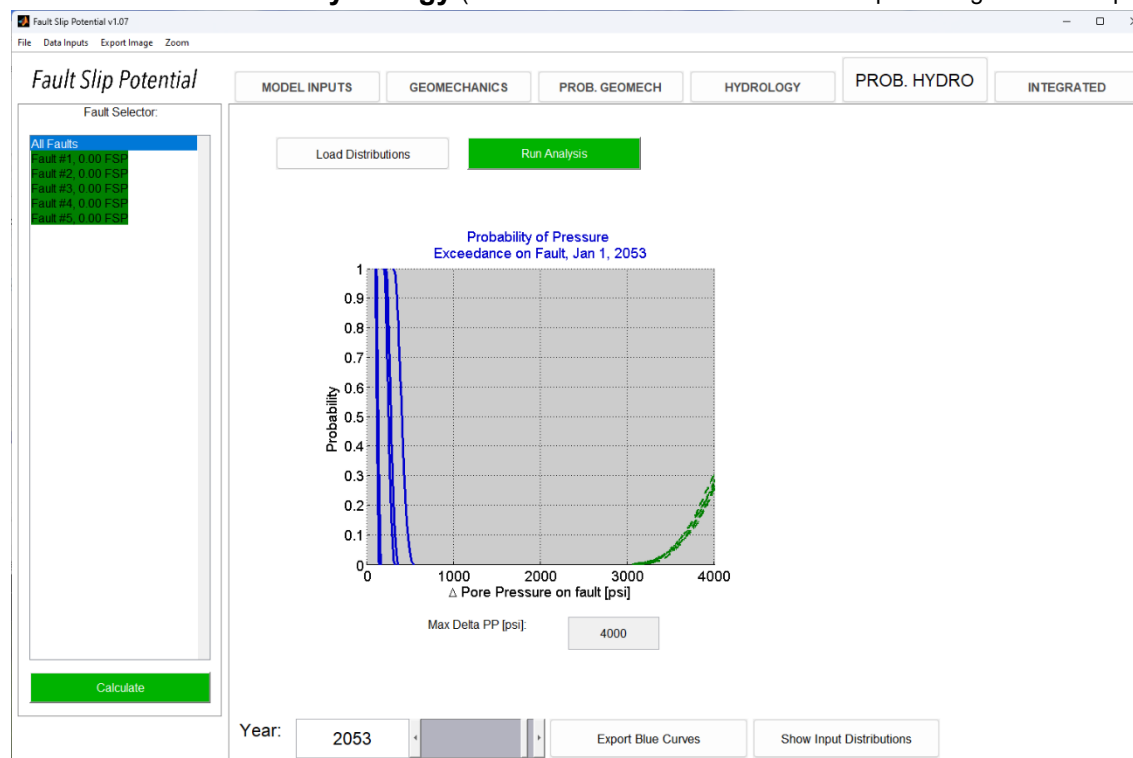 Fault Slip Potential v1.07
File Data Inputs Export Image Zoom
Fault Slip Potential
MODEL INPUTS GEOMECHANICS PROB. GEOMECH HYDROLOGY PROB. HYDRO INTEGRATED
Fault Selector:
All Faults
Fault #1, 0.00 FSP
Fault #2, 0.00 FSP
Fault #3, 0.00 FSP
Fault #4, 0.00 FSP
Fault #5, 0.00 FSP
Calculate
Load Distributions Run Analysis
Probability of Pressure
Exceedance on Fault, Jan 1, 2053
Probability
1
0.9
0.8
0.7
0.6
0.5
0.4
0.3
0.2
0.1
0
0 1000 2000 3000 4000
Δ Pore Pressure on fault [psi]
Max Delta PP [psi]: 4000
Year: 2053 Export Blue Curves Show Input Distributions